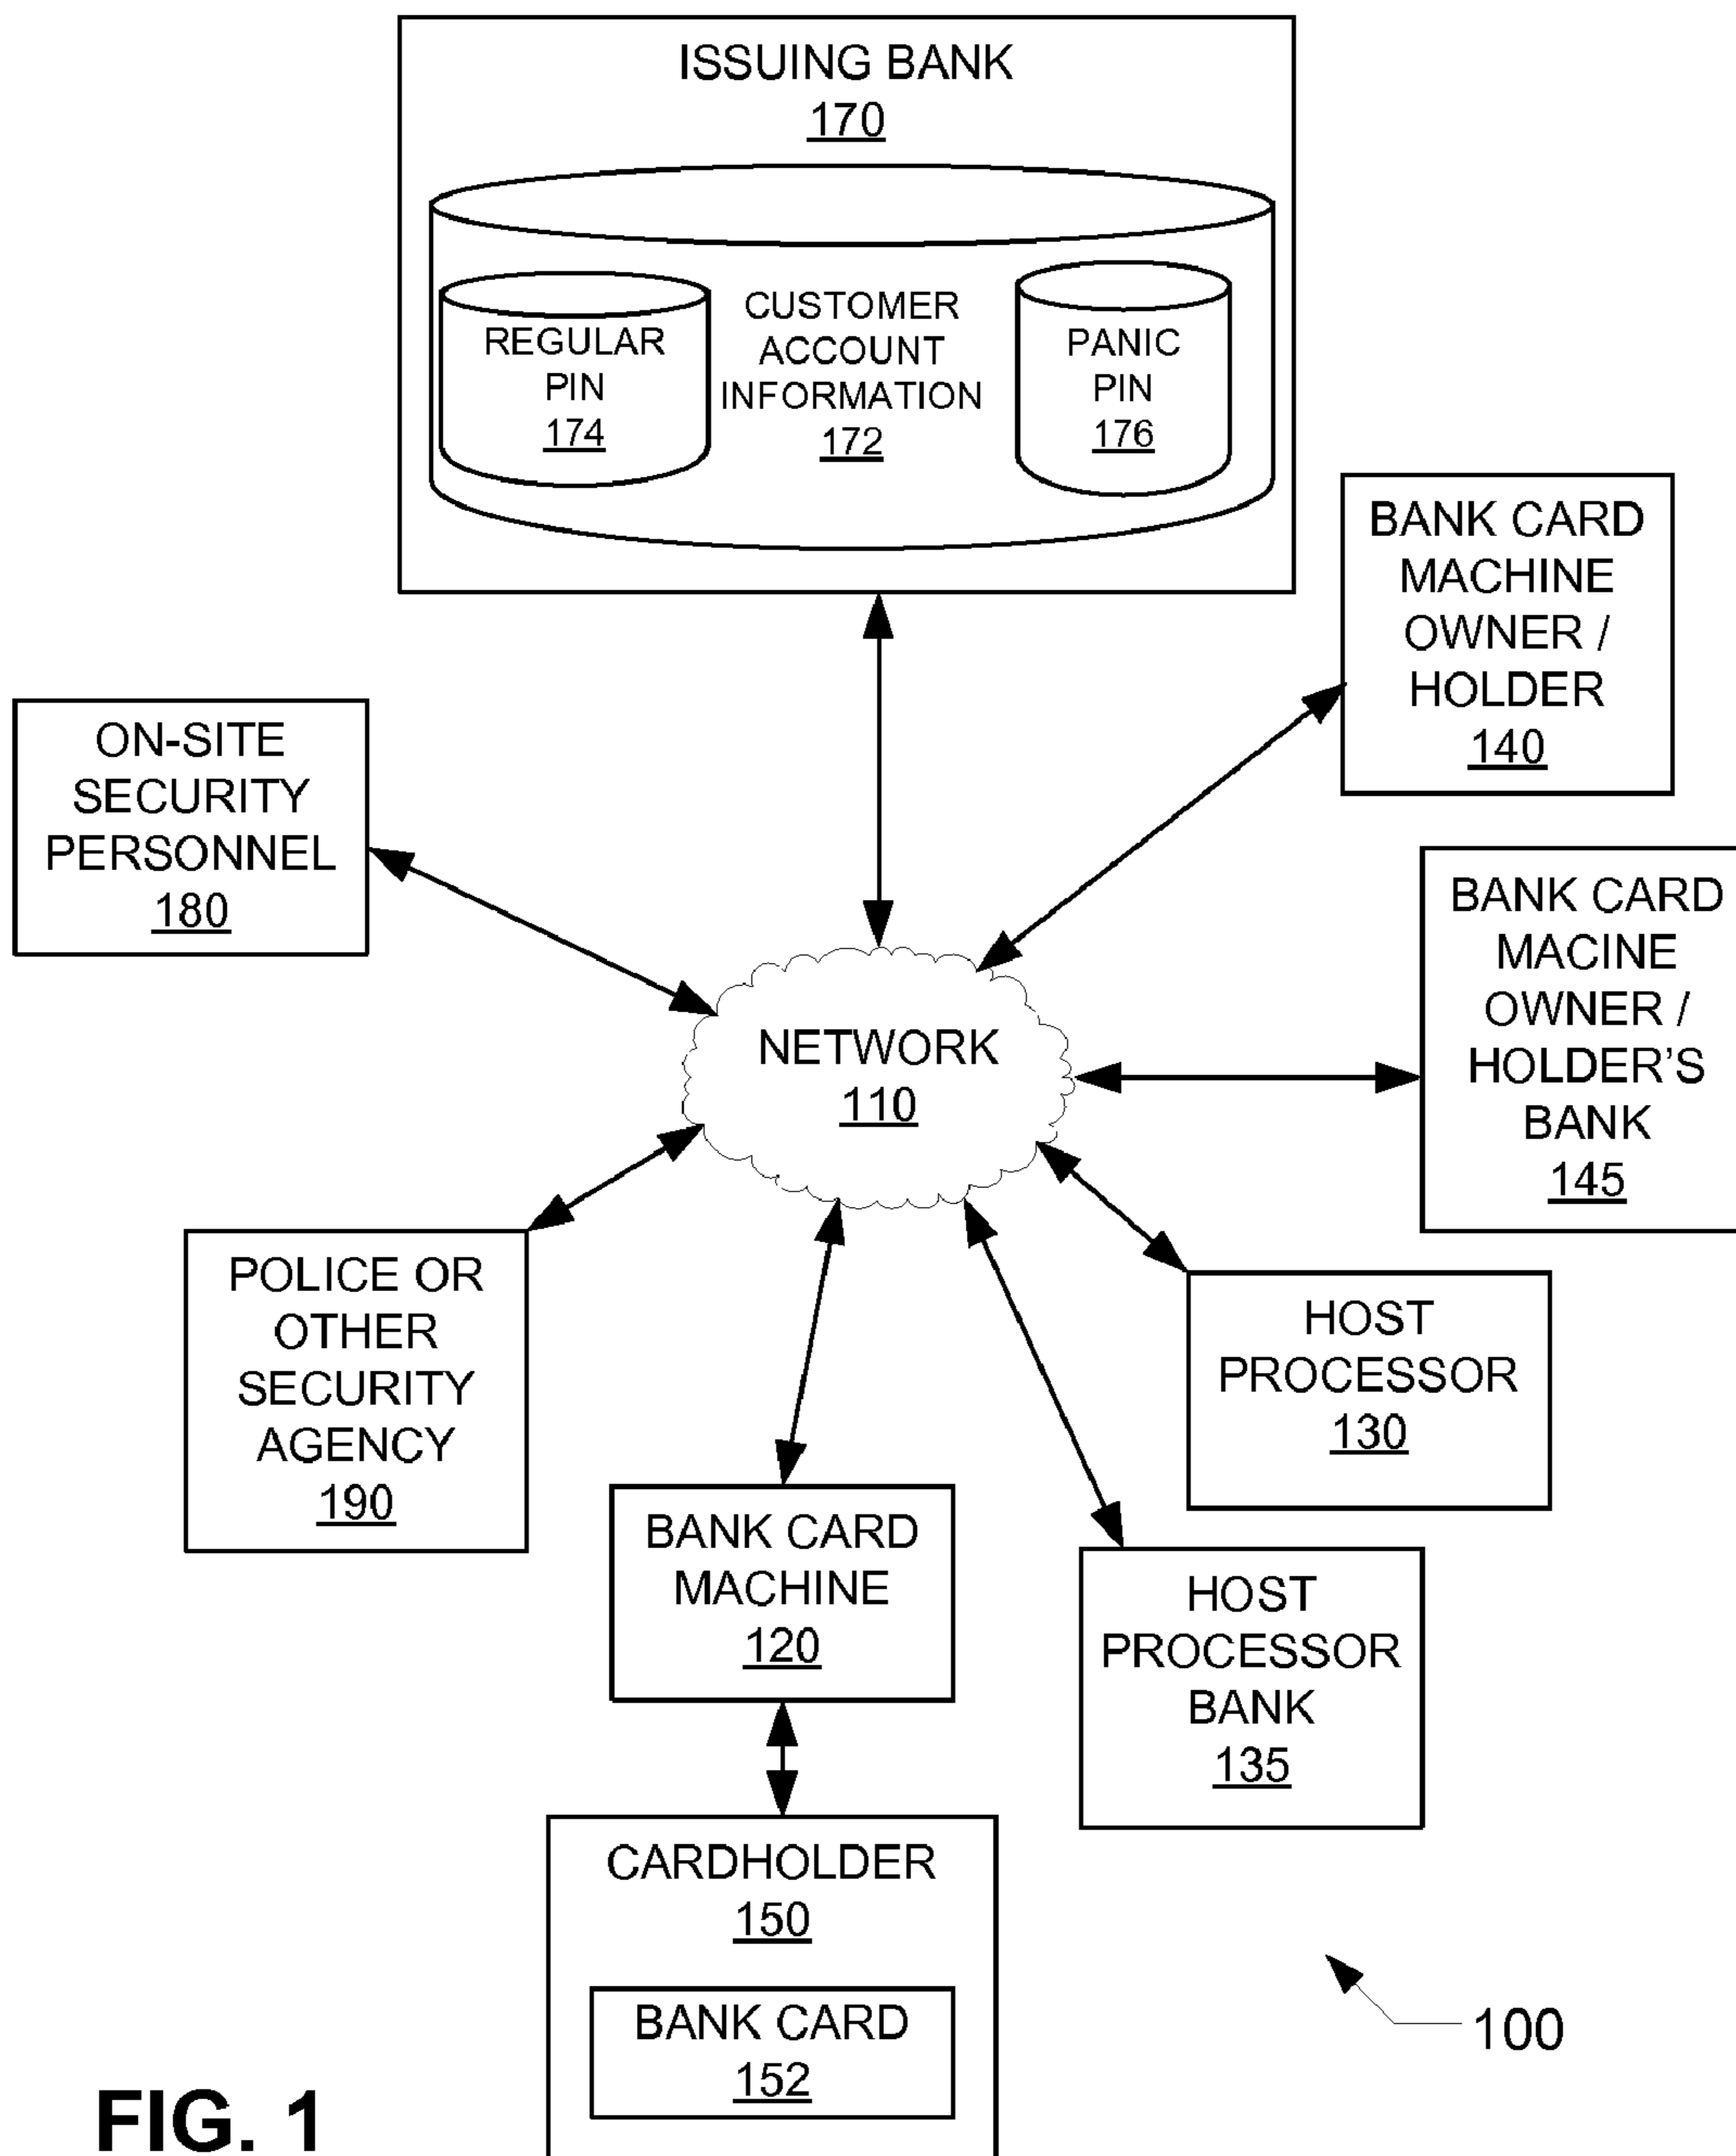 ISSUING BANK
170
REGULAR
PIN
174
CUSTOMER
ACCOUNT
INFORMATION
172
PANIC
PIN
176
BANK CARD
MACHINE
OWNER /
HOLDER
140
ON-SITE
SECURITY
PERSONNEL
180
BANK CARD
MACINE
OWNER /
HOLDER’S
BANK
145
NETWORK
110
POLICE OR
OTHER
SECURITY
AGENCY
190
HOST
PROCESSOR
130
BANK CARD
MACHINE
120
HOST
PROCESSOR
BANK
135
CARDHOLDER
150
BANK CARD
152
100
FIG. 1